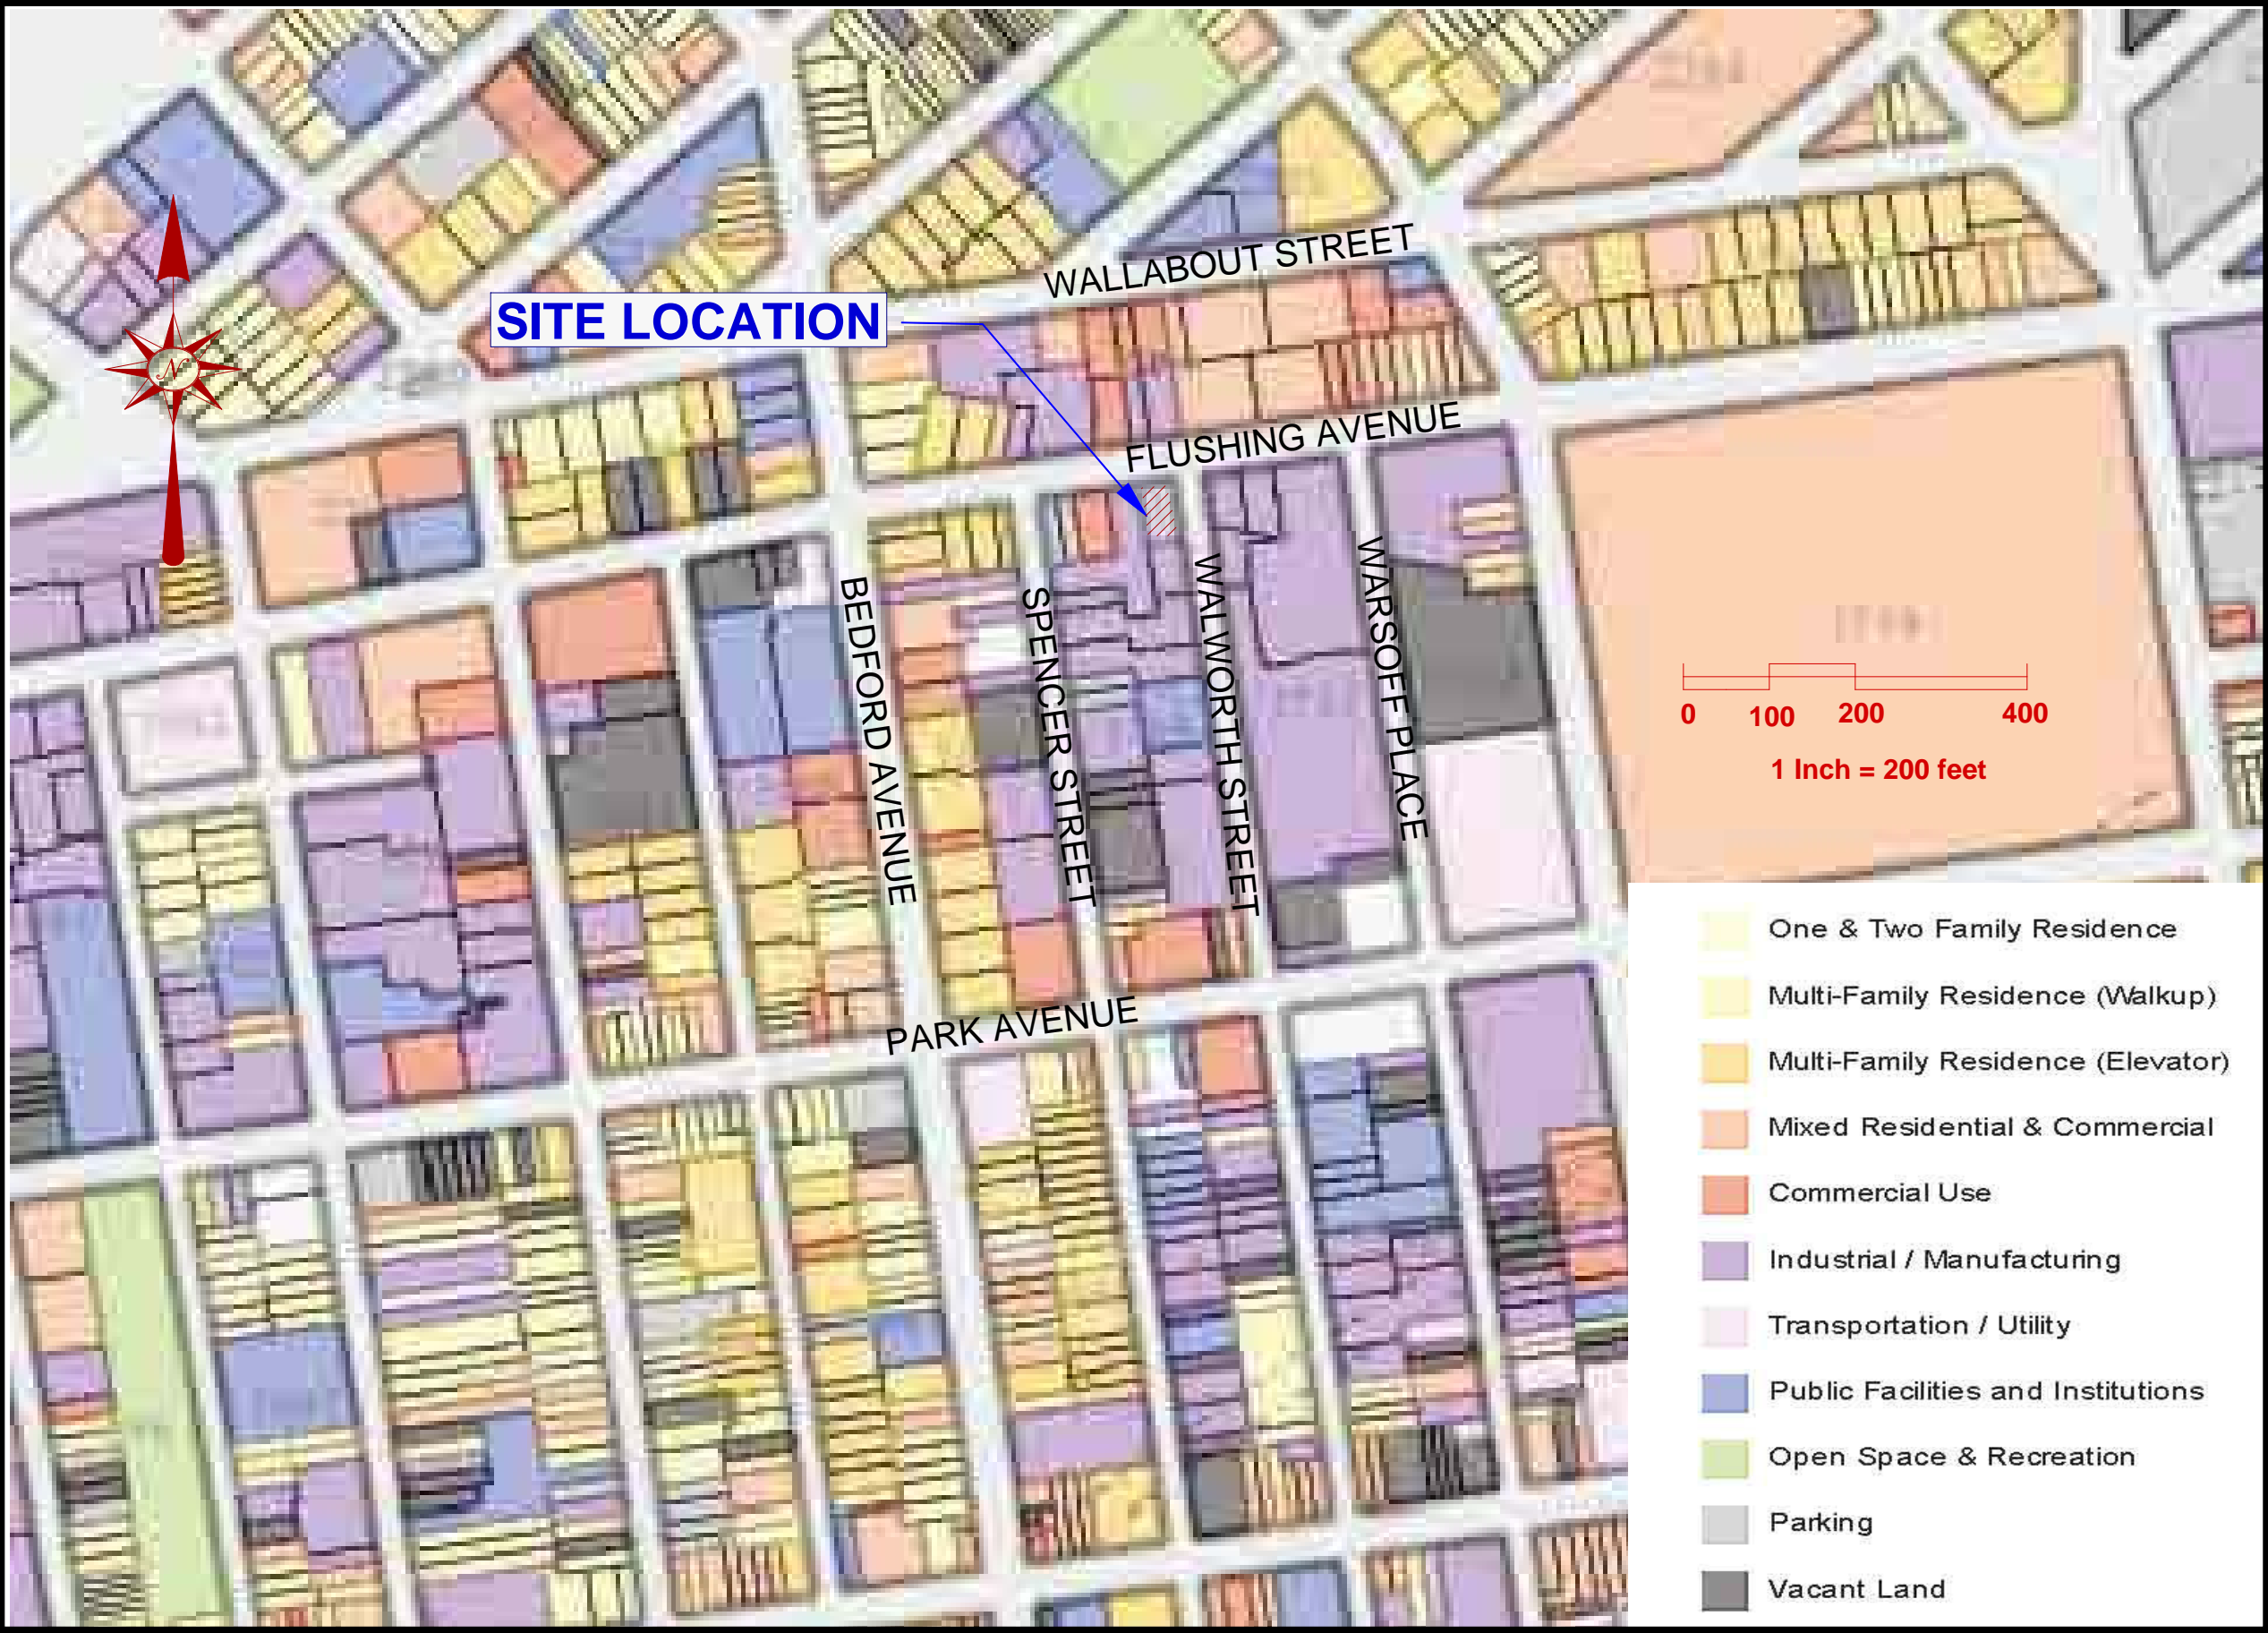 WALLABOUT STREET
SITE LOCATION
N
FLUSHING AVENUE
BEDFORD AVENUE
SPENCER STREET
WALWORTH STREET
WARSOFF PLACE
PARK AVENUE
0 100 200 400
1 Inch = 200 feet
One & Two Family Residence
Multi-Family Residence (Walkup)
Multi-Family Residence (Elevator)
Mixed Residential & Commercial
Commercial Use
Industrial / Manufacturing
Transportation / Utility
Public Facilities and Institutions
Open Space & Recreation
Parking
Vacant Land